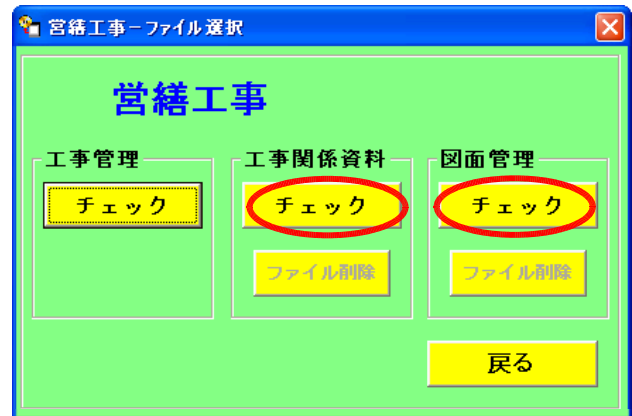 営繕工事－ファイル選択
営繕工事
工事管理 工事関係資料 図面管理
チェック チェック チェック
ファイル削除 ファイル削除
戻る